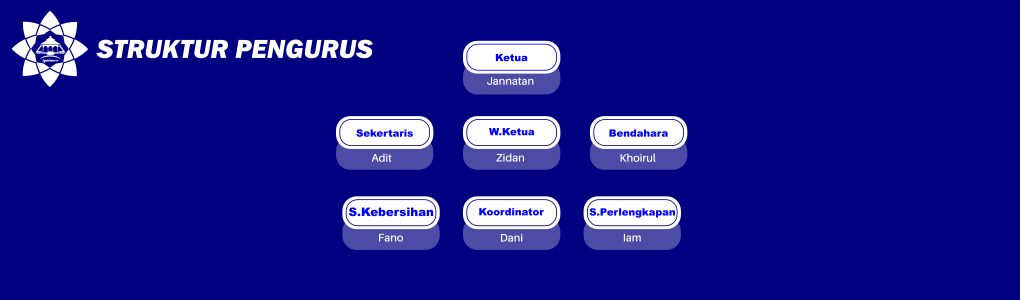 STRUKTUR PENGURUS
Ketua
Jannatan
Sekertaris
Adit
W.Ketua
Zidan
Bendahara
Khoirul
S.Kebersihan
Fano
Koordinator
Dani
S.Perlengkapan
Iam